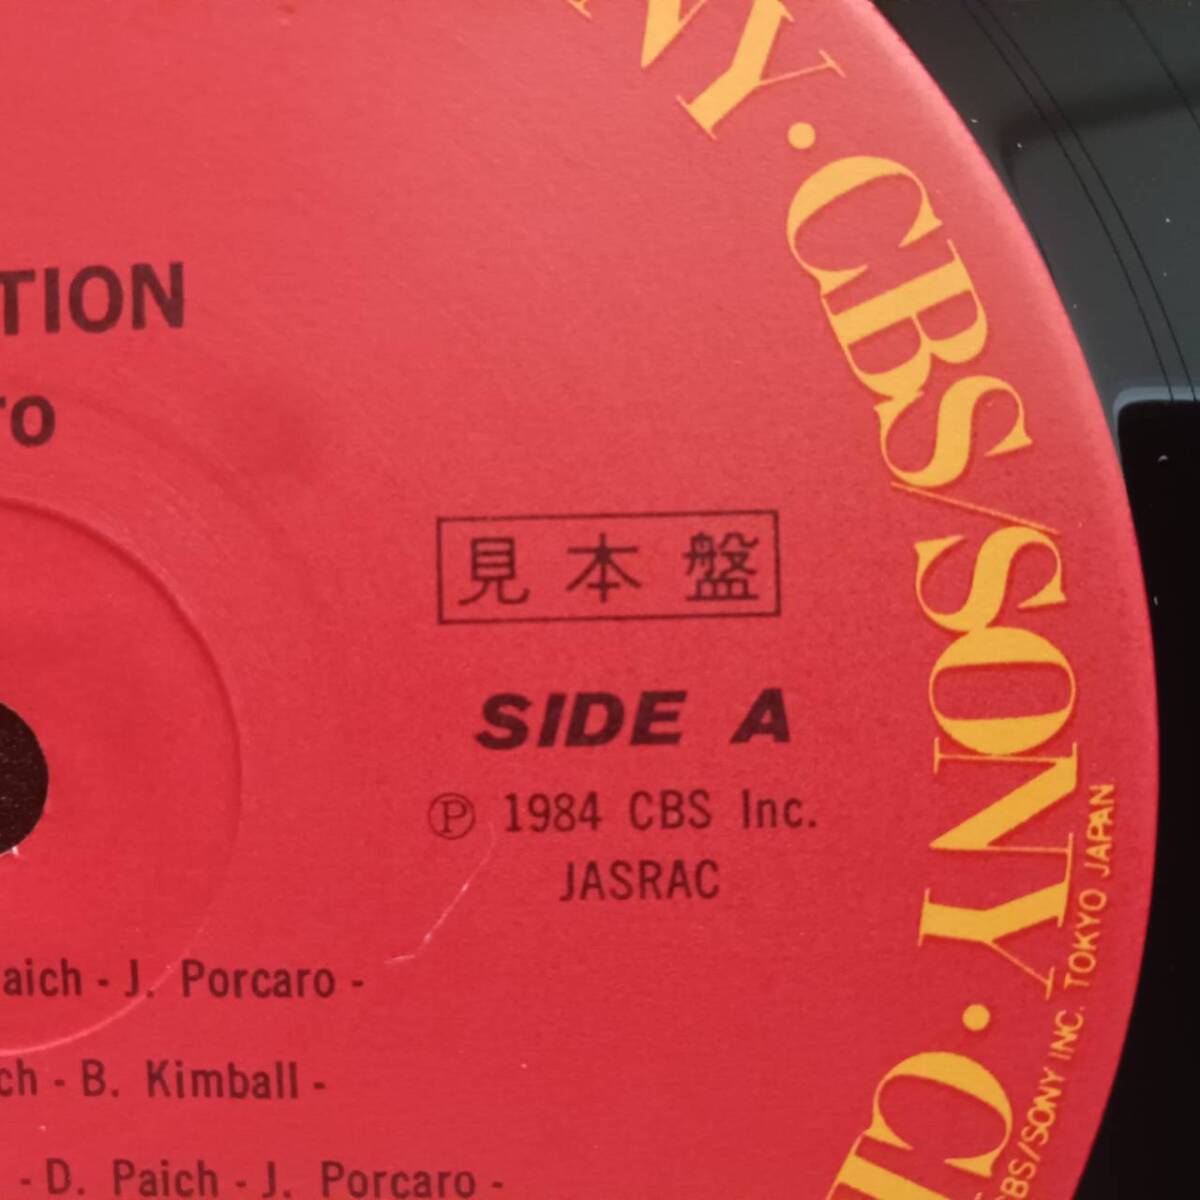 TION
ro
見本盤
SIDE A
Ⓟ 1984 CBS Inc.
JASRAC
aich - J. Porcaro -
ch - B. Kimball -
- D. Paich - J. Porcaro -
NY · CBS/SONY · C
CBS/SONY INC. TOKYO JAPAN